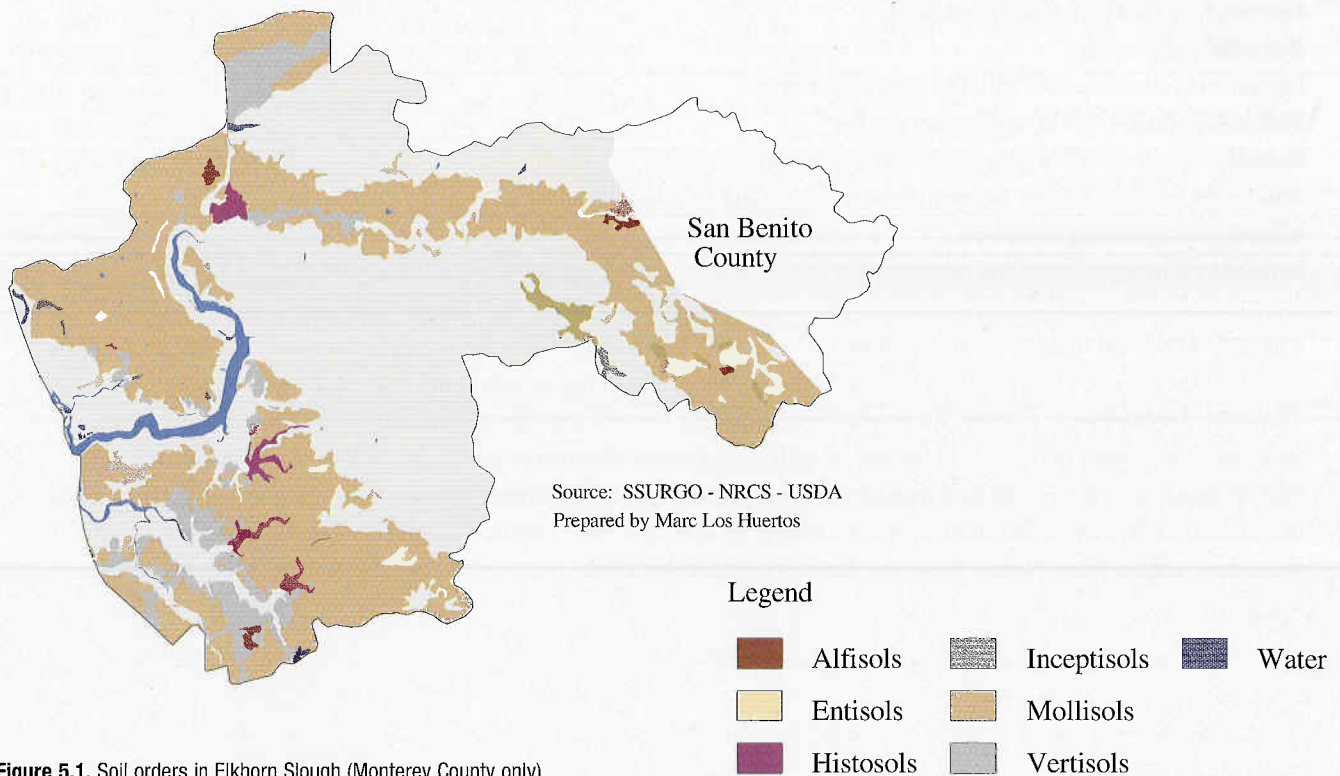 San Benito
County
Source: SSURGO - NRCS - USDA
Prepared by Marc Los Huertos
Legend
Alfisols
Inceptisols
Water
Entisols
Mollisols
Histosols
Vertisols
Figure 5.1. Soil orders in Elkhorn Slough (Monterey County only)